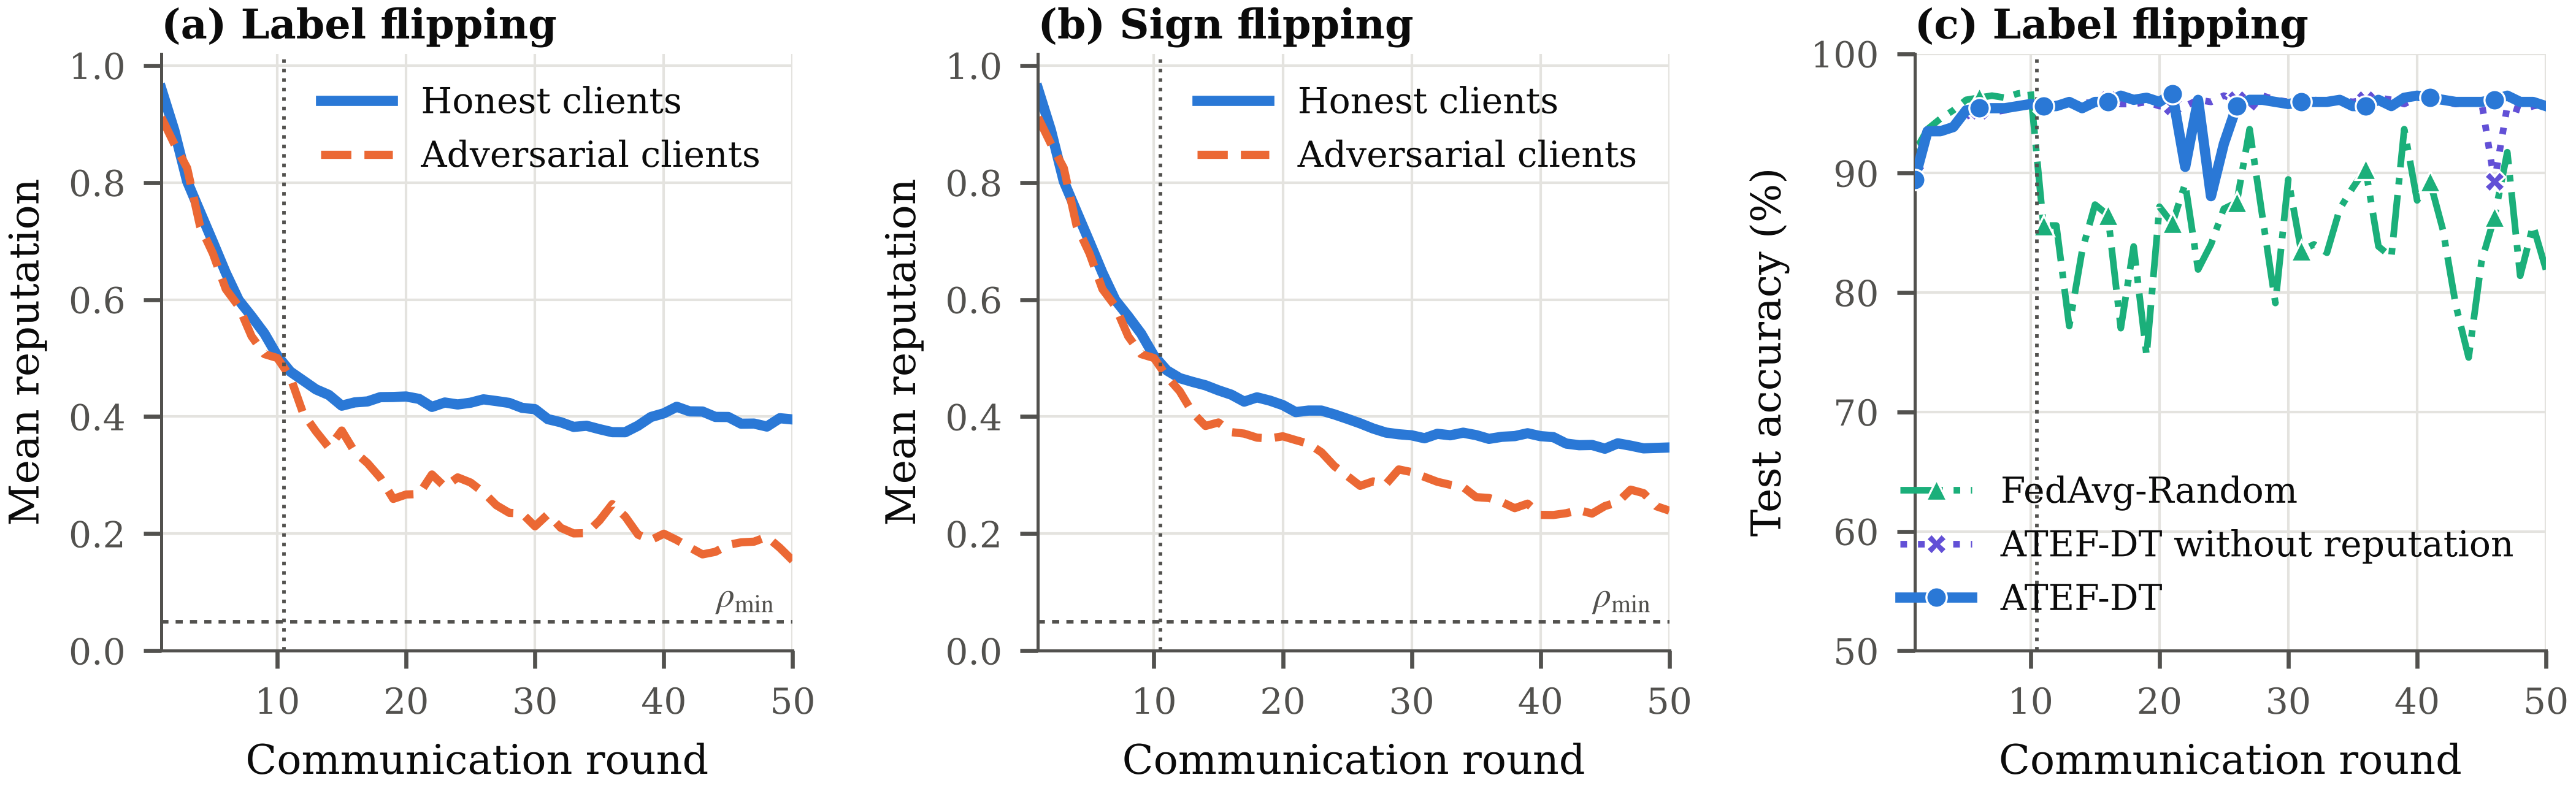 (a) Label flipping
Mean reputation
1.0
0.8
0.6
0.4
0.2
0.0
Honest clients
Adversarial clients
ρmin
10 20 30 40 50
Communication round
(b) Sign flipping
Mean reputation
1.0
0.8
0.6
0.4
0.2
0.0
Honest clients
Adversarial clients
ρmin
10 20 30 40 50
Communication round
(c) Label flipping
Test accuracy (%)
100
90
80
70
60
50
FedAvg-Random
ATEF-DT without reputation
ATEF-DT
10 20 30 40 50
Communication round